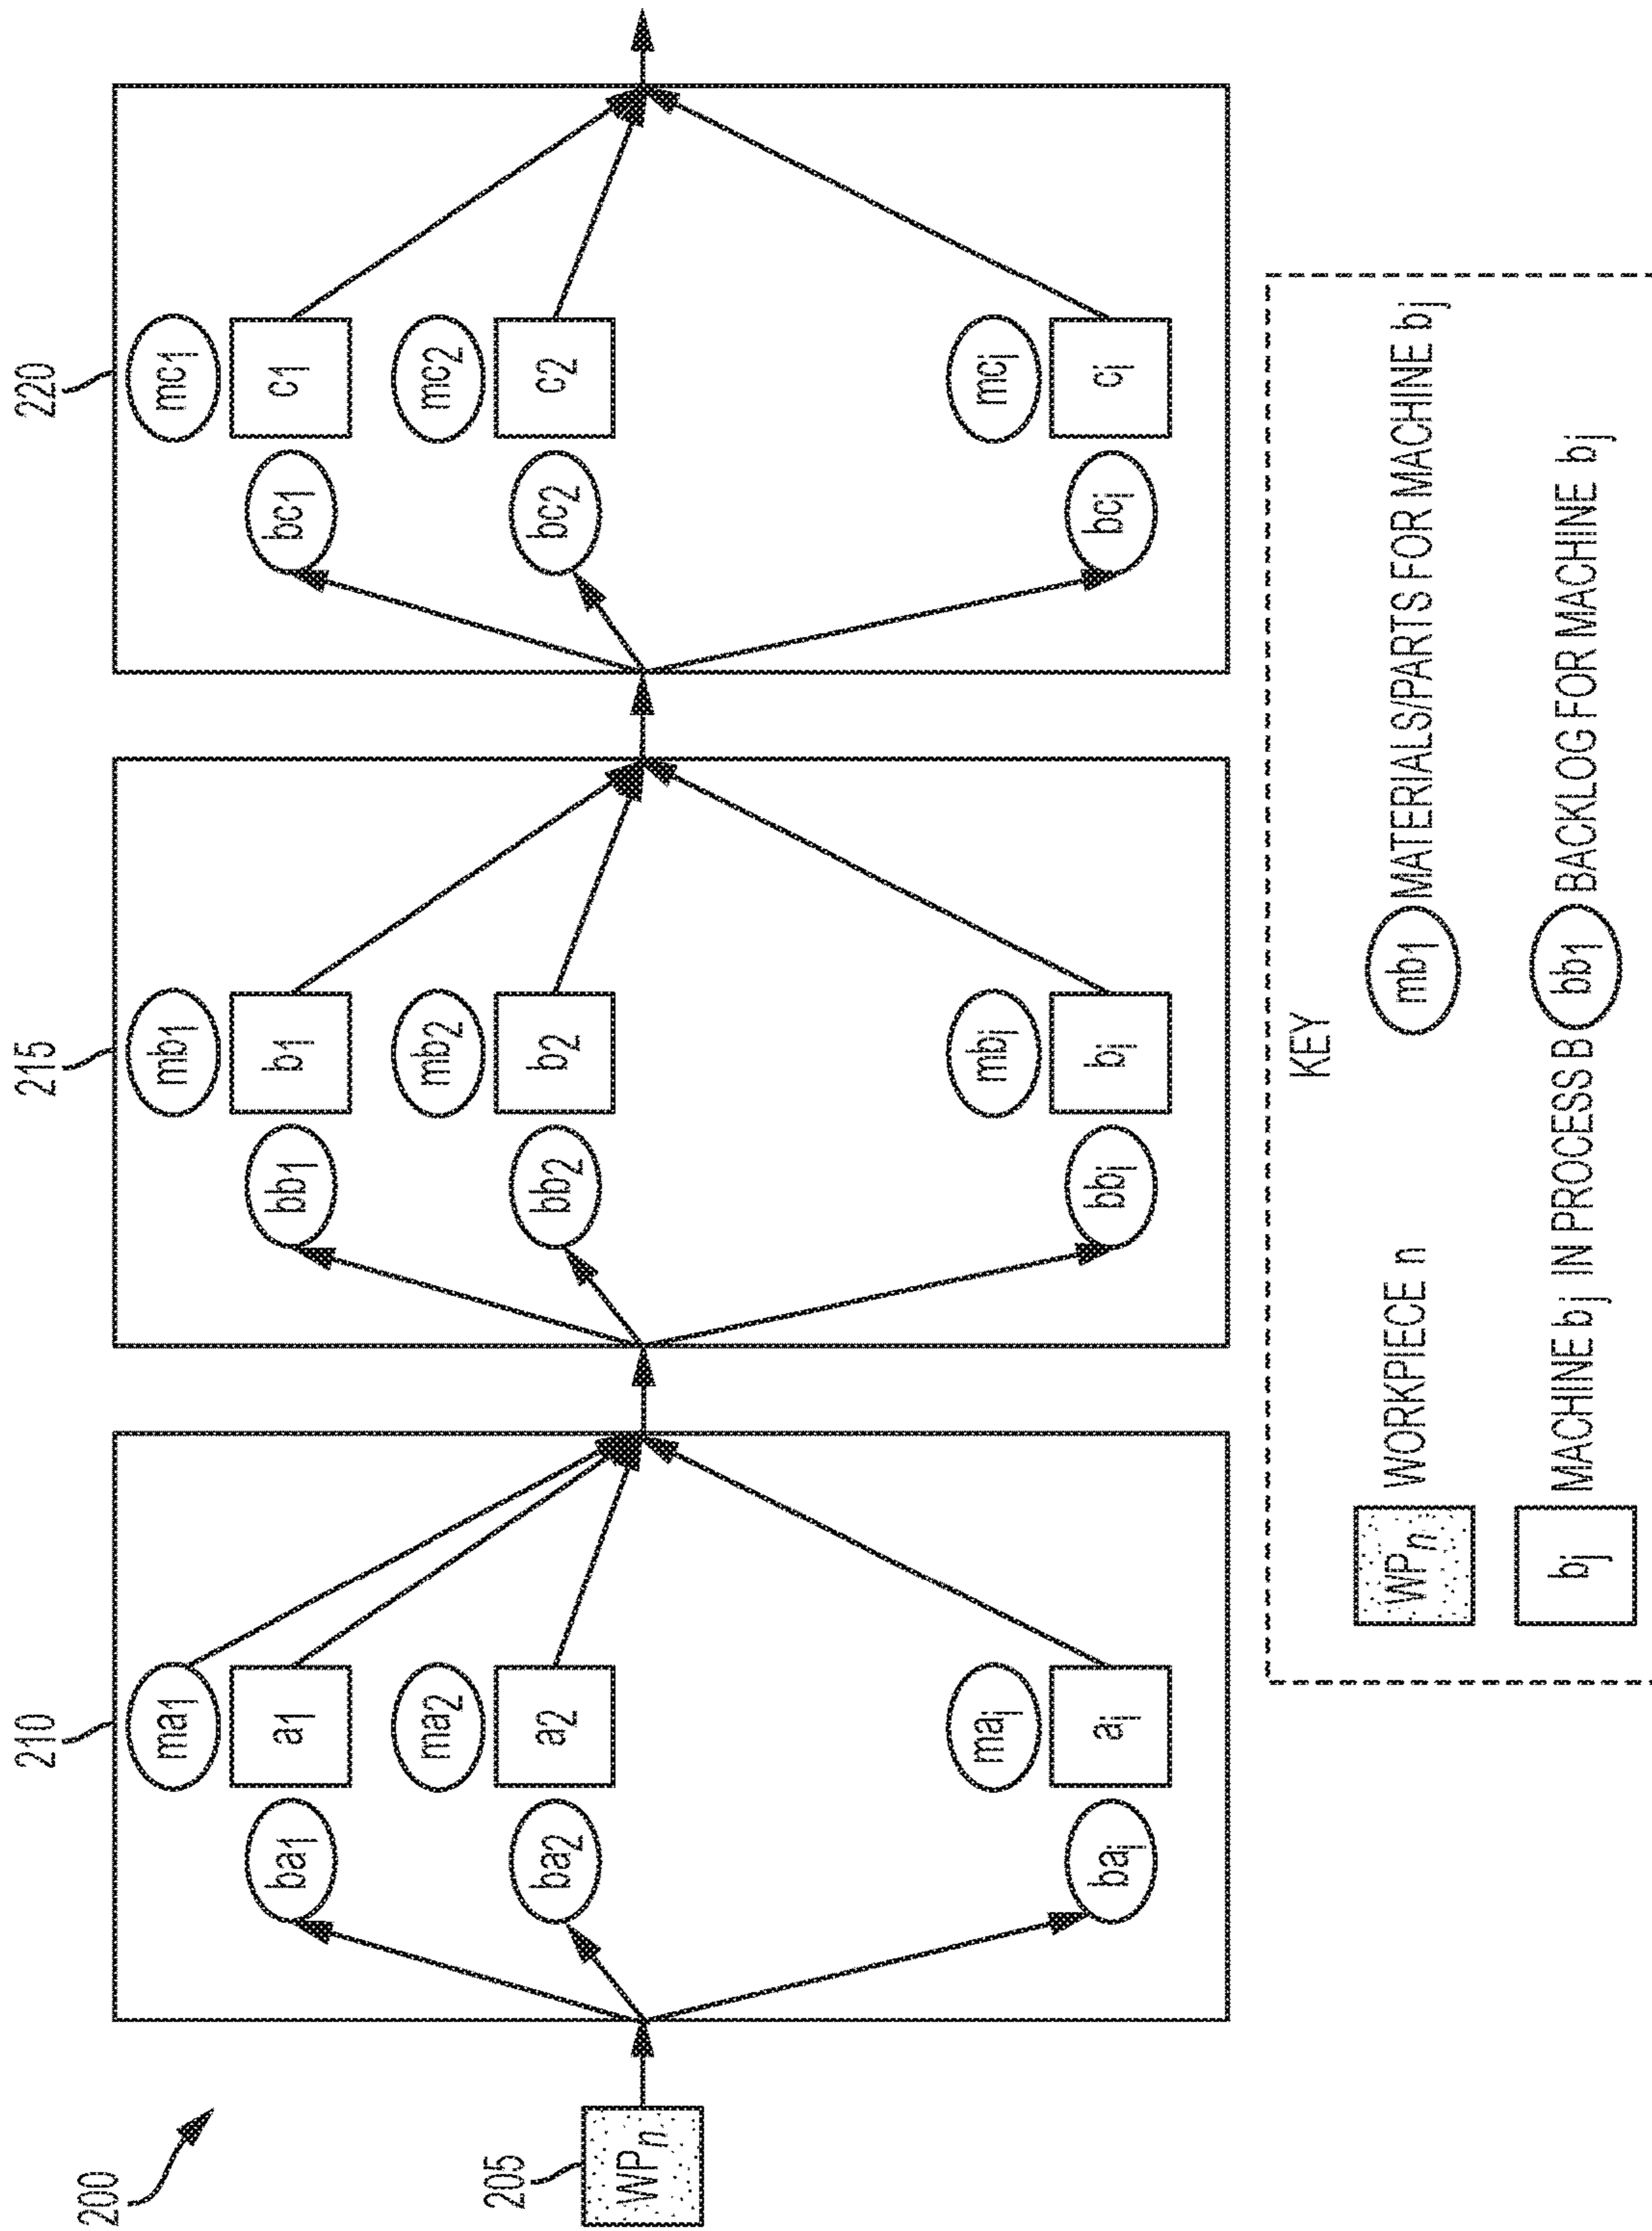 200
205
WPn
210
ma1
ba1
a1
ma2
ba2
a2
mai
bai
ai
215
mb1
bb1
b1
mb2
bb2
b2
mbi
bbi
bi
220
mc1
bc1
c1
mc2
bc2
c2
mci
bci
ci
KEY
WPn WORKPIECE n
mb1 MATERIALS/PARTS FOR MACHINE bj
bj MACHINE bj IN PROCESS B
bb1 BACKLOG FOR MACHINE bj